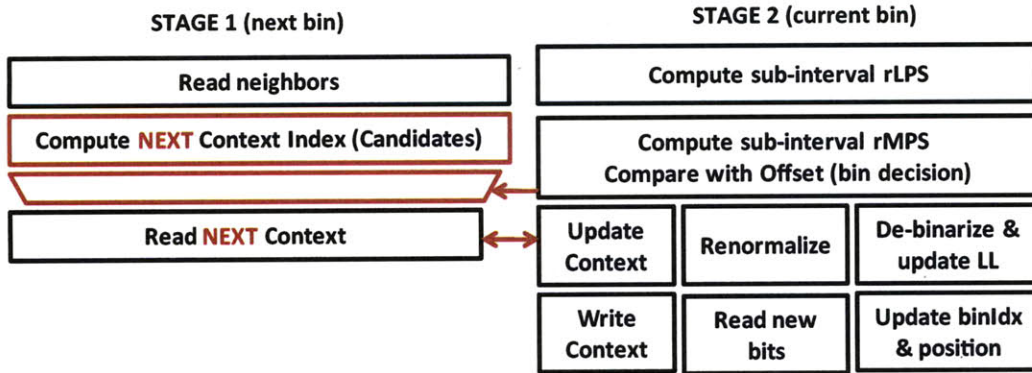 STAGE 1 (next bin)
Read neighbors
Compute NEXT Context Index (Candidates)
Read NEXT Context
STAGE 2 (current bin)
Compute sub-interval rLPS
Compute sub-interval rMPS
Compare with Offset (bin decision)
Update
Context
Renormalize
De-binarize &
update LL
Write
Context
Read new
bits
Update binIdx
& position